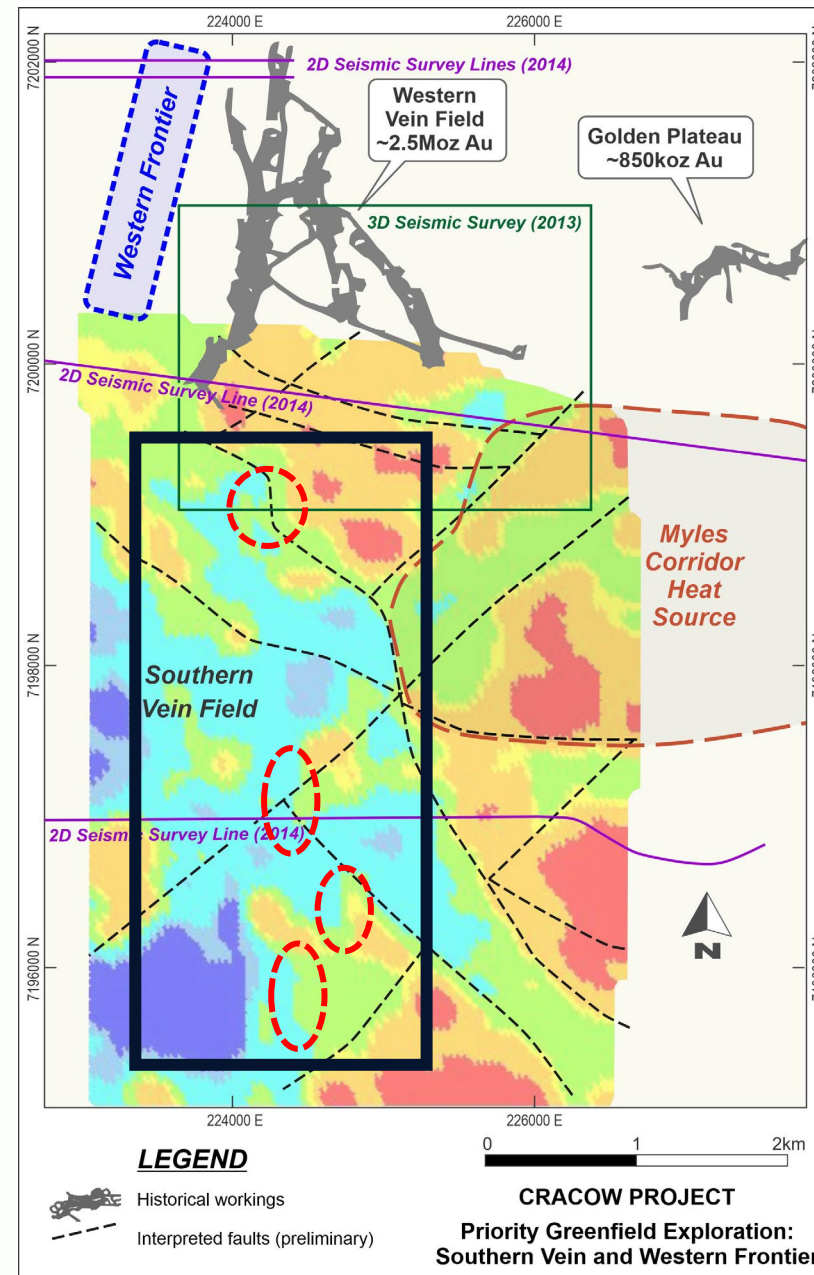 224000 E
226000 E
7202000 N
2D Seismic Survey Lines (2014)
Western Frontier
Western
Vein Field
~2.5Moz Au
Golden Plateau
~850koz Au
3D Seismic Survey (2013)
7200000 N
2D Seismic Survey Line (2014)
Myles
Corridor
Heat
Source
7198000 N
Southern
Vein Field
2D Seismic Survey Line (2014)
7196000 N
N
224000 E
226000 E
LEGEND
Historical workings
Interpreted faults (preliminary)
0
1
2km
CRACOW PROJECT
Priority Greenfield Exploration:
Southern Vein and Western Frontier